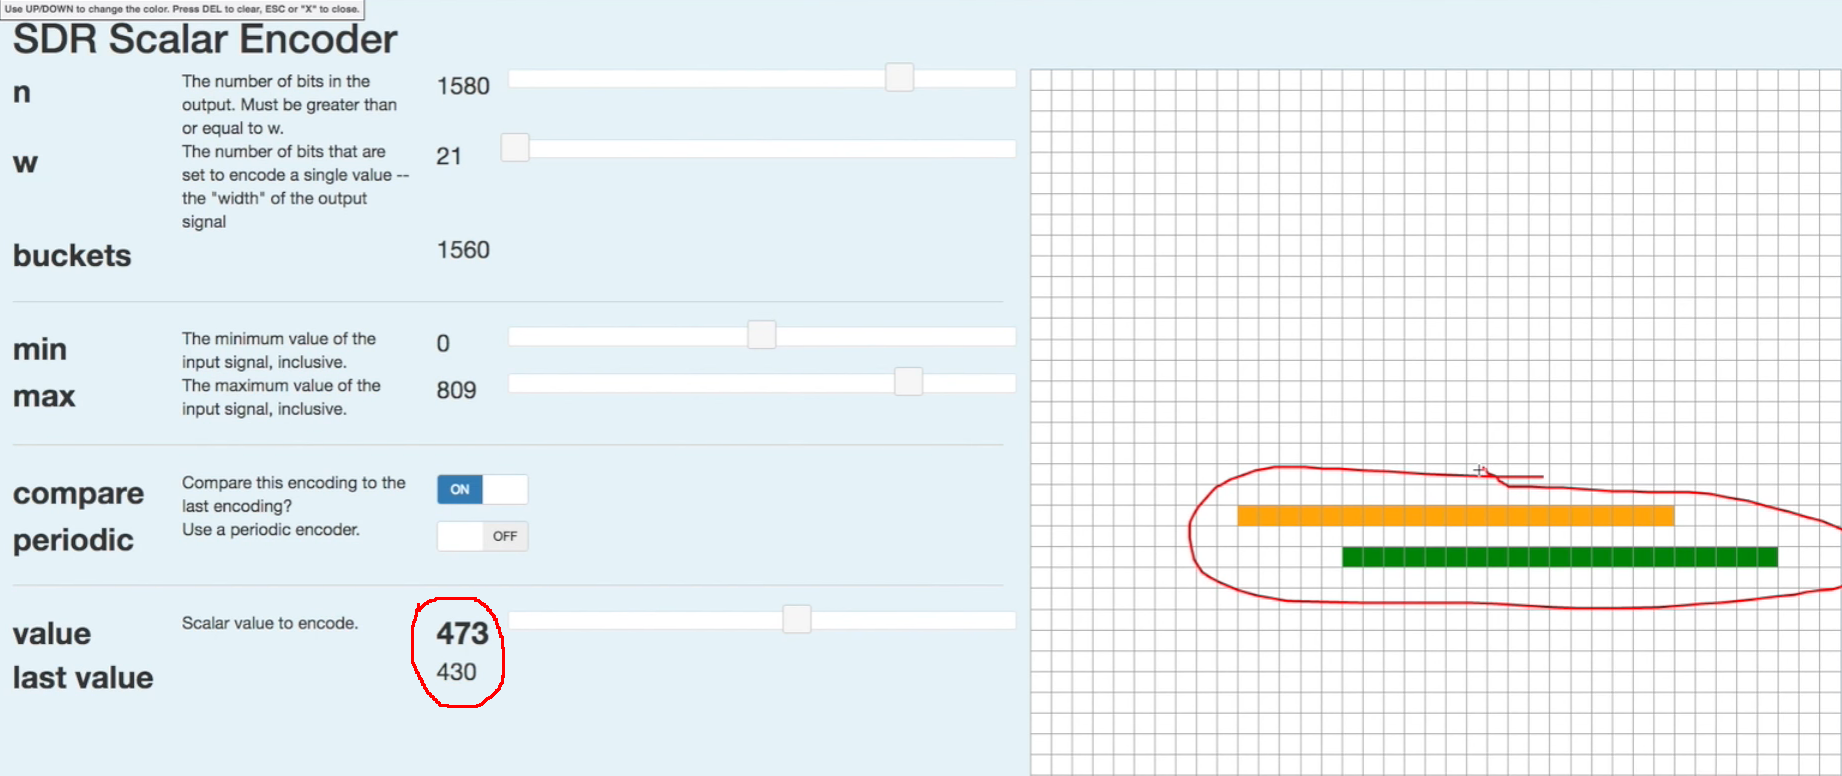 Use UP/DOWN to change the color. Press DEL to clear, ESC or "X" to close.
SDR Scalar Encoder
n
The number of bits in the
output. Must be greater than
or equal to w.
1580
w
The number of bits that are
set to encode a single value --
the "width" of the output
signal
21
buckets
1560
min
The minimum value of the
input signal, inclusive.
0
max
The maximum value of the
input signal, inclusive.
809
compare
Compare this encoding to the
last encoding?
ON
periodic
Use a periodic encoder.
OFF
value
Scalar value to encode.
473
last value
430